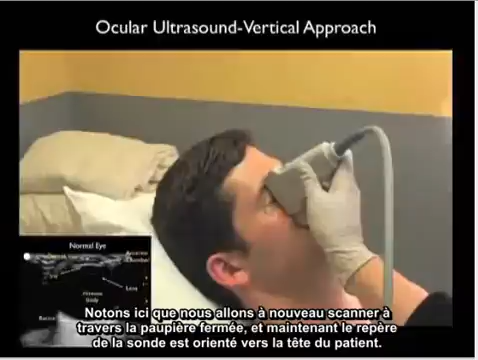 Ocular Ultrasound-Vertical Approach
Normal Eye
Anterior
Chamber
Lens
Vitreous
Body
Notons ici que nous allons à nouveau scanner à
travers la paupière fermée, et maintenant le repère
de la sonde est orienté vers la tête du patient.